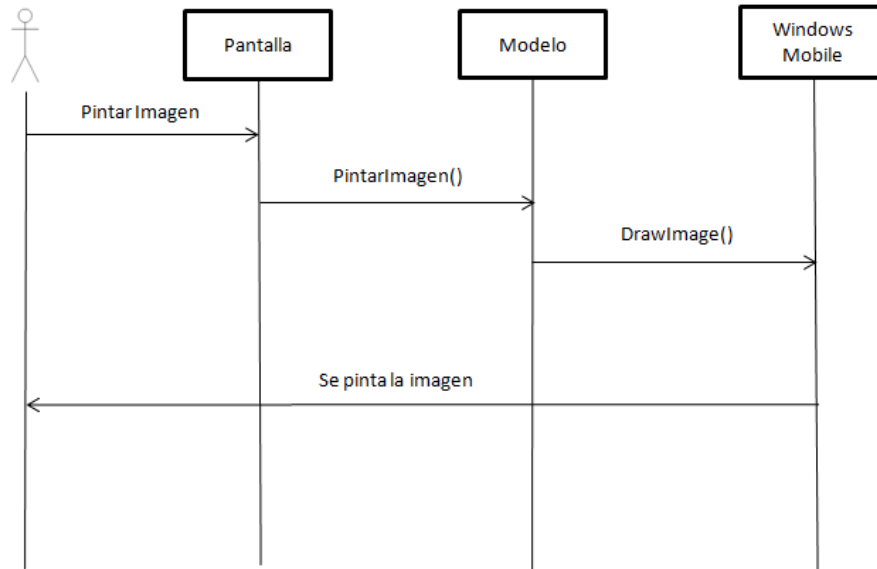 Pantalla
Modelo
Windows
Mobile
Pintar Imagen
PintarImagen()
DrawImage()
Se pinta la imagen